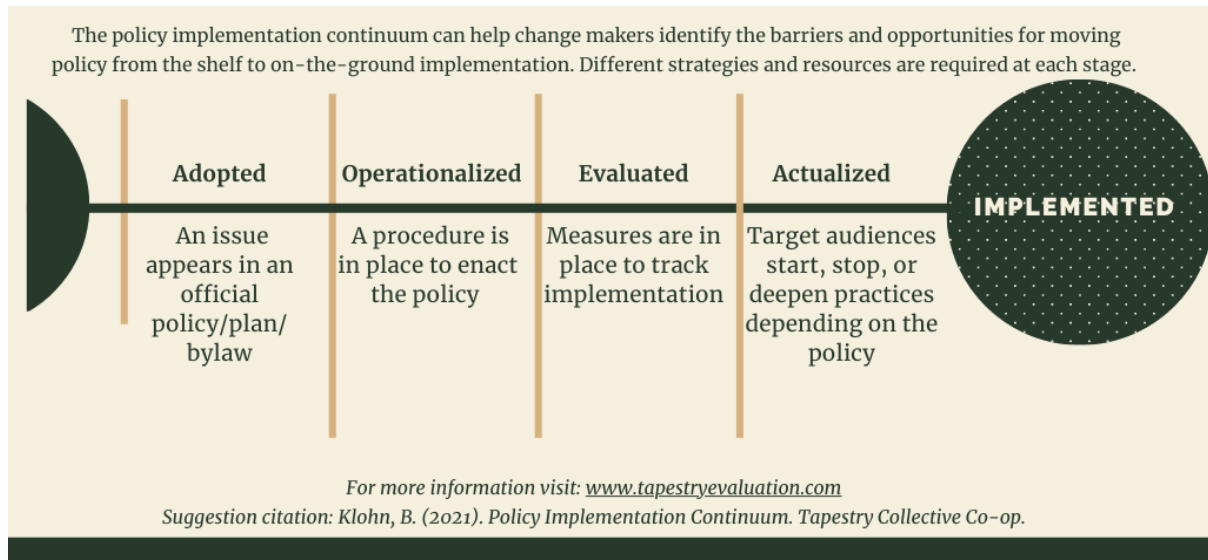 The policy implementation continuum can help change makers identify the barriers and opportunities for moving
policy from the shelf to on-the-ground implementation. Different strategies and resources are required at each stage.
Adopted
An issue
appears in an
official
policy/plan/
bylaw
Operationalized
A procedure is
in place to enact
the policy
Evaluated
Measures are in
place to track
implementation
Actualized
Target audiences
start, stop, or
deepen practices
depending on the
policy
IMPLEMENTED
For more information visit: www.tapestryevaluation.com
Suggestion citation: Klohn, B. (2021). Policy Implementation Continuum. Tapestry Collective Co-op.